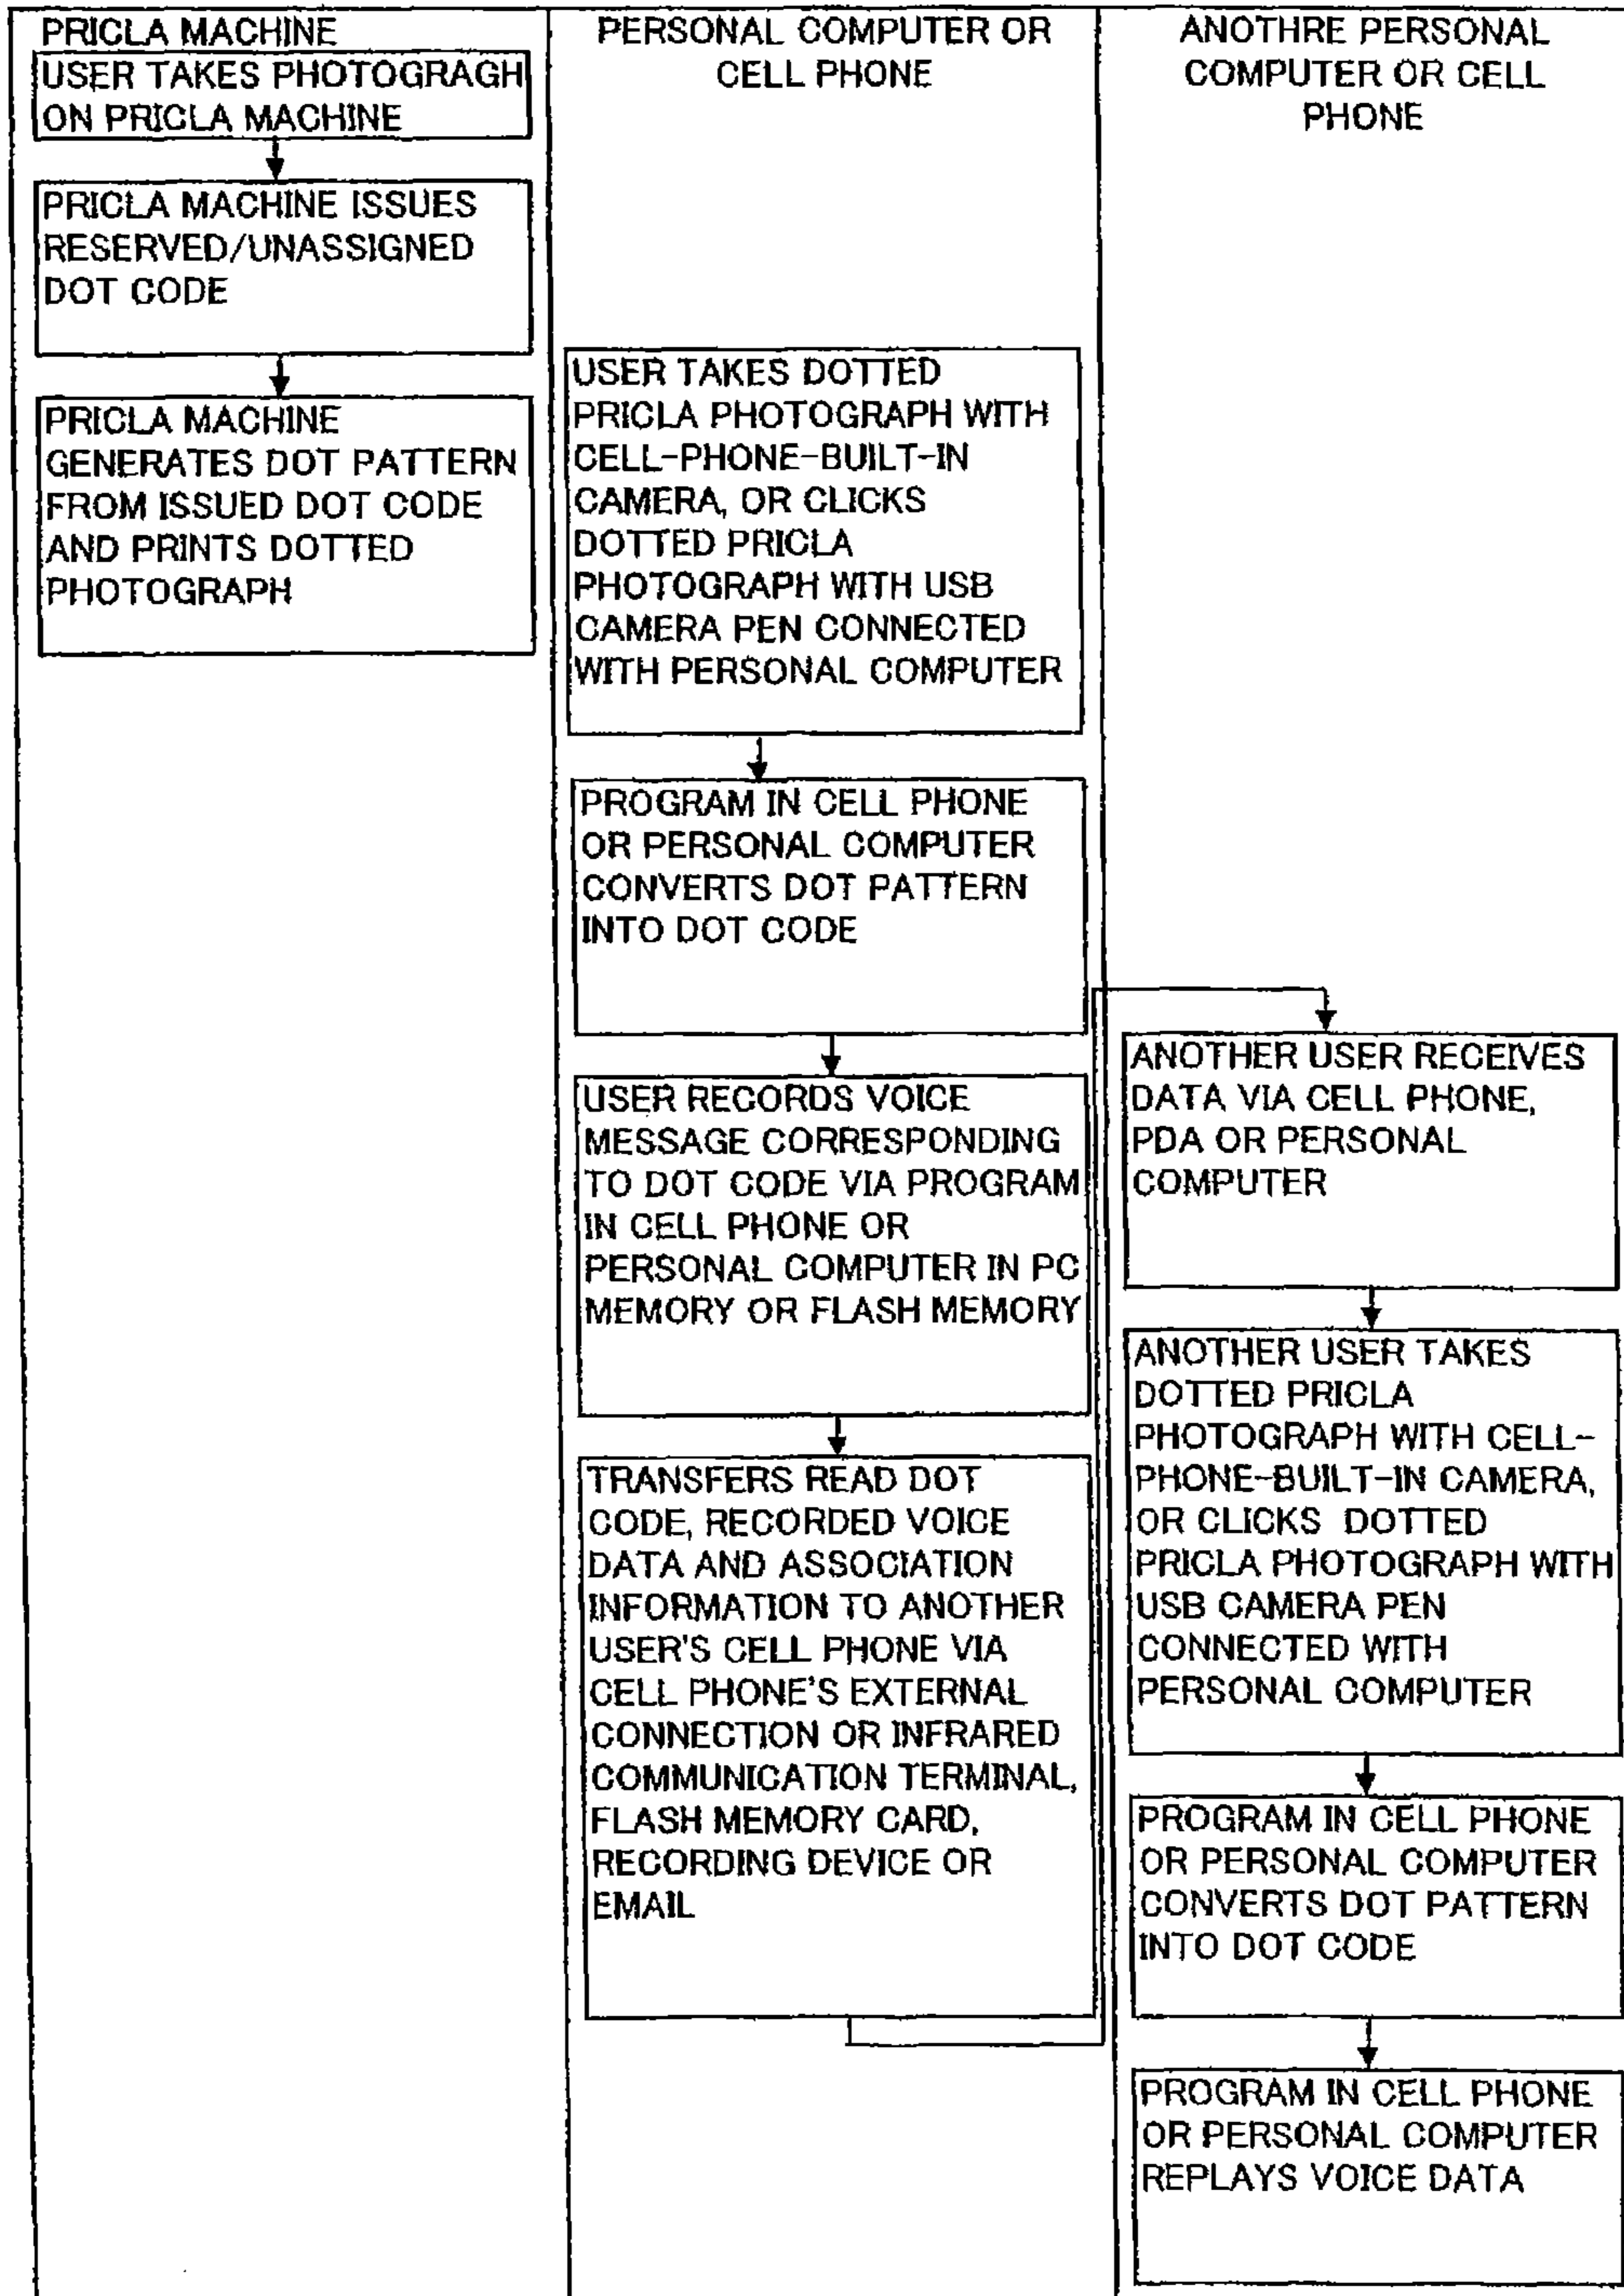 PRICLA MACHINE
USER TAKES PHOTOGRAGH
ON PRICLA MACHINE
PRICLA MACHINE ISSUES
RESERVED/UNASSIGNED
DOT CODE
PRICLA MACHINE
GENERATES DOT PATTERN
FROM ISSUED DOT CODE
AND PRINTS DOTTED
PHOTOGRAPH
PERSONAL COMPUTER OR
CELL PHONE
USER TAKES DOTTED
PRICLA PHOTOGRAPH WITH
CELL-PHONE-BUILT-IN
CAMERA, OR CLICKS
DOTTED PRICLA
PHOTOGRAPH WITH USB
CAMERA PEN CONNECTED
WITH PERSONAL COMPUTER
PROGRAM IN CELL PHONE
OR PERSONAL COMPUTER
CONVERTS DOT PATTERN
INTO DOT CODE
USER RECORDS VOICE
MESSAGE CORRESPONDING
TO DOT CODE VIA PROGRAM
IN CELL PHONE OR
PERSONAL COMPUTER IN PC
MEMORY OR FLASH MEMORY
TRANSFERS READ DOT
CODE, RECORDED VOICE
DATA AND ASSOCIATION
INFORMATION TO ANOTHER
USER'S CELL PHONE VIA
CELL PHONE'S EXTERNAL
CONNECTION OR INFRARED
COMMUNICATION TERMINAL,
FLASH MEMORY CARD,
RECORDING DEVICE OR
EMAIL
ANOTHRE PERSONAL
COMPUTER OR CELL
PHONE
ANOTHER USER RECEIVES
DATA VIA CELL PHONE,
PDA OR PERSONAL
COMPUTER
ANOTHER USER TAKES
DOTTED PRICLA
PHOTOGRAPH WITH CELL-
PHONE-BUILT-IN CAMERA,
OR CLICKS DOTTED
PRICLA PHOTOGRAPH WITH
USB CAMERA PEN
CONNECTED WITH
PERSONAL COMPUTER
PROGRAM IN CELL PHONE
OR PERSONAL COMPUTER
CONVERTS DOT PATTERN
INTO DOT CODE
PROGRAM IN CELL PHONE
OR PERSONAL COMPUTER
REPLAYS VOICE DATA